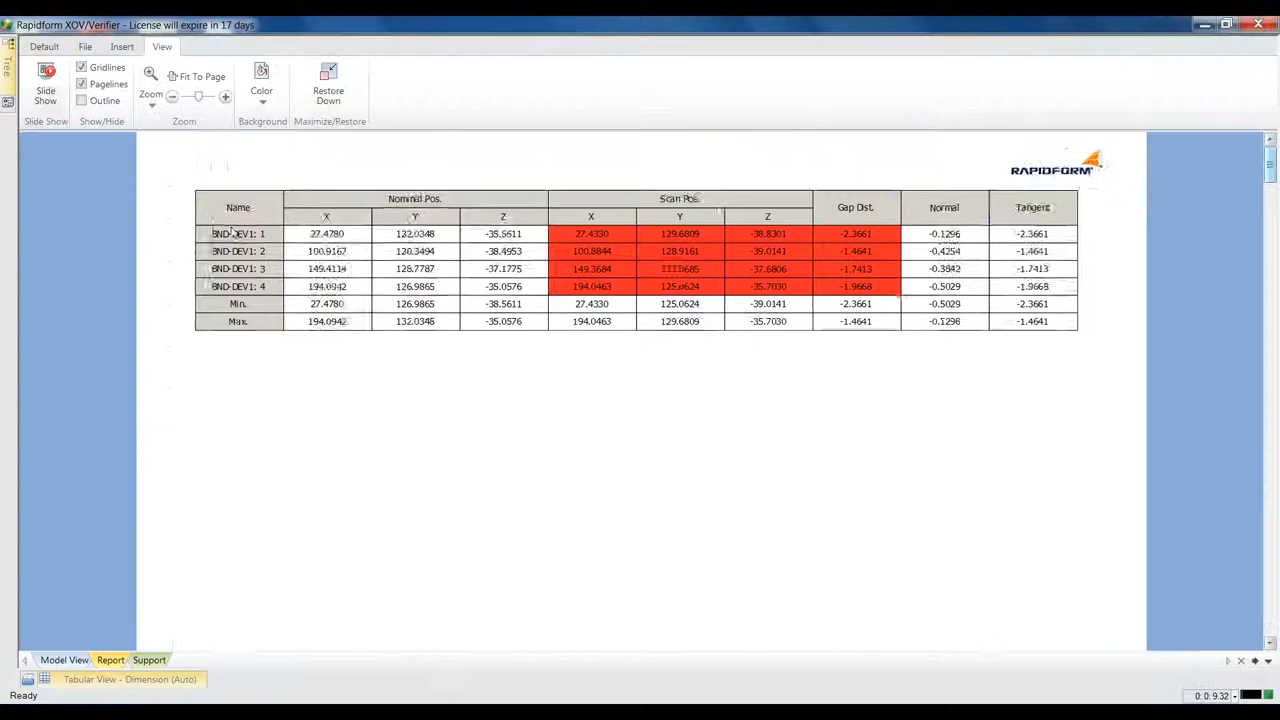 Rapidform XOV/Verifier - License will expire in 17 days
Default File Insert View
Tree
Slide Show
Gridlines
Pagelines
Outline
Zoom
Fit To Page
Color
Restore Down
Slide Show Show/Hide Zoom Background Maximize/Restore
RAPIDFORM
Name Nominal Pos. Scan Pos. Gap Dist. Normal Tangent
X Y Z X Y Z
BND-DEV1: 1 27.4780 -35.5611 27.4330 129.6809 -38.8301 -2.3661 -0.1296 -2.3661
BND-DEV1: 2 100.9167 -38.4953 100.8844 128.9161 -39.0141 -1.4641 -0.4254 -1.4641
BND-DEV1: 3 149.4114 -37.1775 149.3684 -37.6806 -1.7413 -0.3842 -1.7413
BND-DEV1: 4 194.0942 126.9865 -35.0576 194.0463 125.0624 -35.7030 -1.9668 -0.5029 -1.9668
Min. 27.4780 126.9865 -38.5611 27.4330 125.0624 -39.0141 -2.3661 -0.5029 -2.3661
Max. 194.0942 132.0348 -35.0576 194.0463 129.6809 -35.7030 -1.4641 -0.1296 -1.4641
Model View Report Support
Tabular View - Dimension (Auto)
Ready
0: 0: 9.32